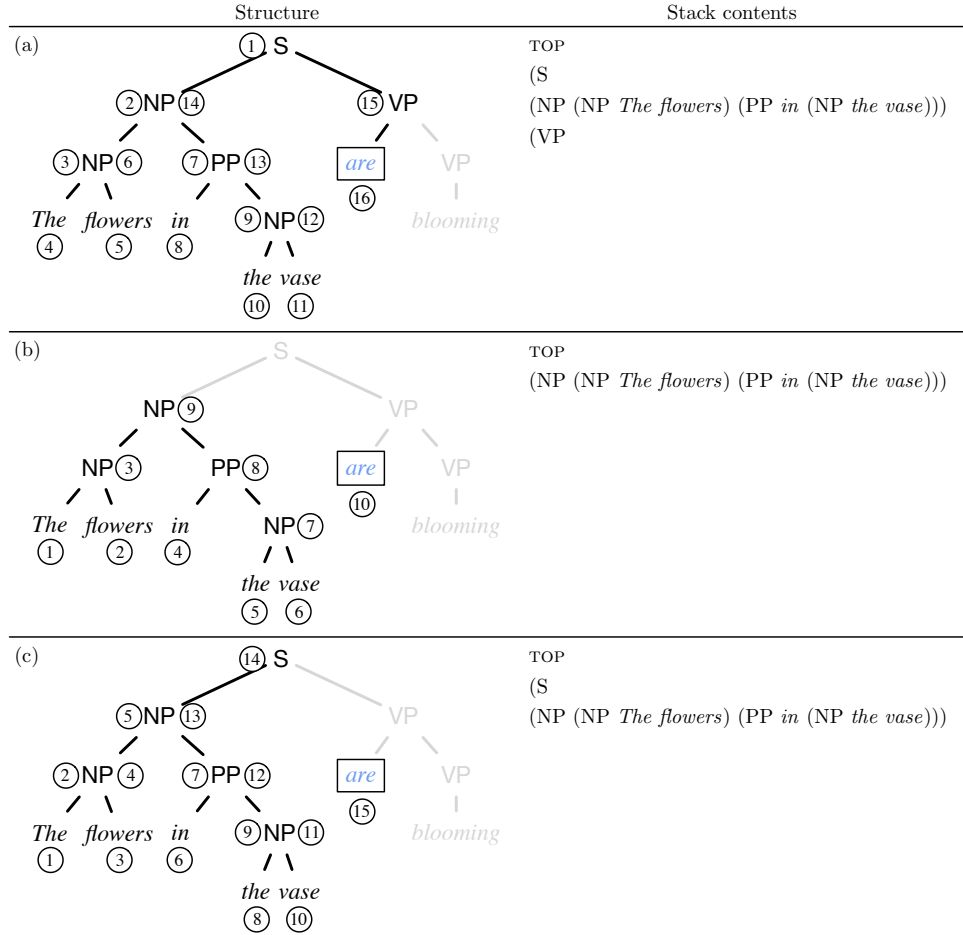 Structure Stack contents
(a) 1 S TOP
(S
2 NP 14 15 VP (NP (NP The flowers) (PP in (NP the vase)))
(VP
3 NP 6 7 PP 13 are VP
16
The flowers in 9 NP 12 blooming
4 5 8
the vase
10 11
(b) S TOP
(NP (NP The flowers) (PP in (NP the vase)))
NP 9 VP
NP 3 PP 8 are VP
10
The flowers in NP 7 blooming
1 2 4
the vase
5 6
(c) 14 S TOP
(S
5 NP 13 VP (NP (NP The flowers) (PP in (NP the vase)))
2 NP 4 7 PP 12 are VP
15
The flowers in 9 NP 11 blooming
1 3 6
the vase
8 10